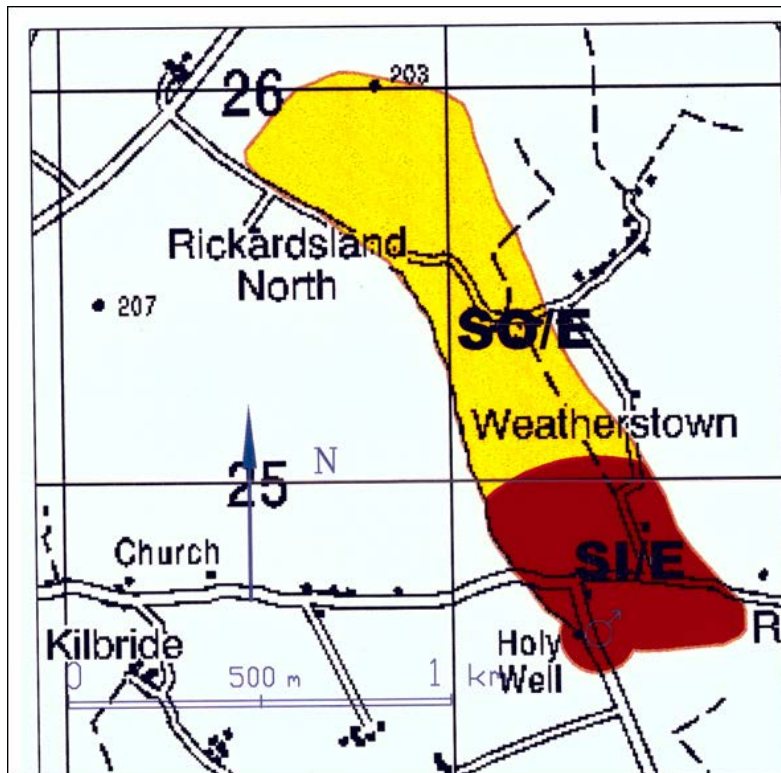 203
26
Rickardsland
North
207
SO/E
Weatherstown
N
25
Church
SI/E
Kilbride
Holy
Well
R
0 500 m 1 km